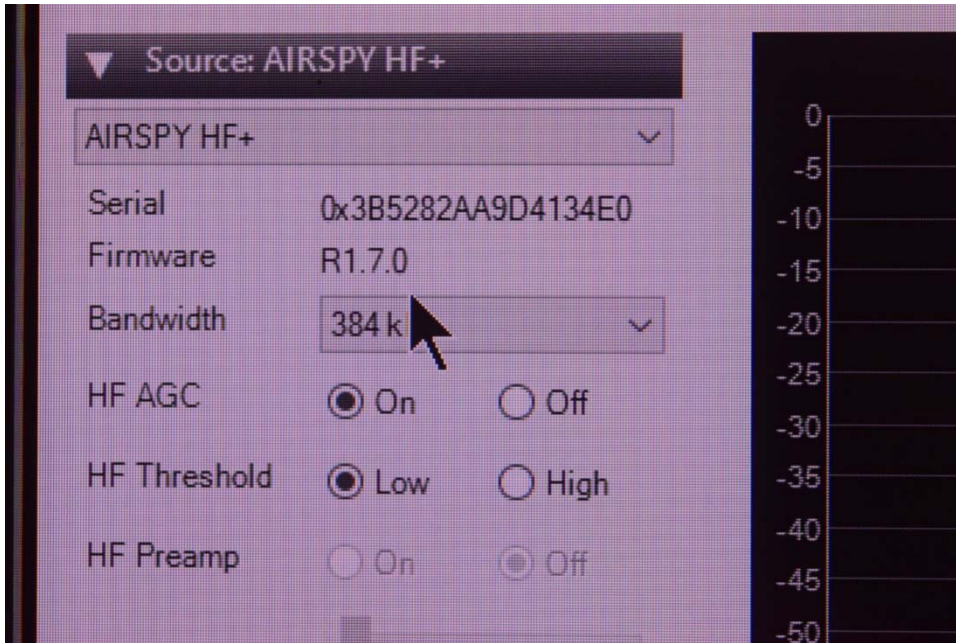 Source: AIRSPY HF+
AIRSPY HF+
Serial 0x3B5282AA9D4134E0
Firmware R1.7.0
Bandwidth 384 k
HF AGC On Off
HF Threshold Low High
HF Preamp On Off
0
-5
-10
-15
-20
-25
-30
-35
-40
-45
-50